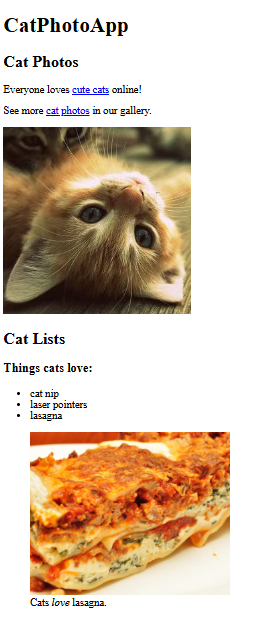 CatPhotoApp
Cat Photos
Everyone loves cute cats online!
See more cat photos in our gallery.
Cat Lists
Things cats love:
cat nip
laser pointers
lasagna
Cats love lasagna.